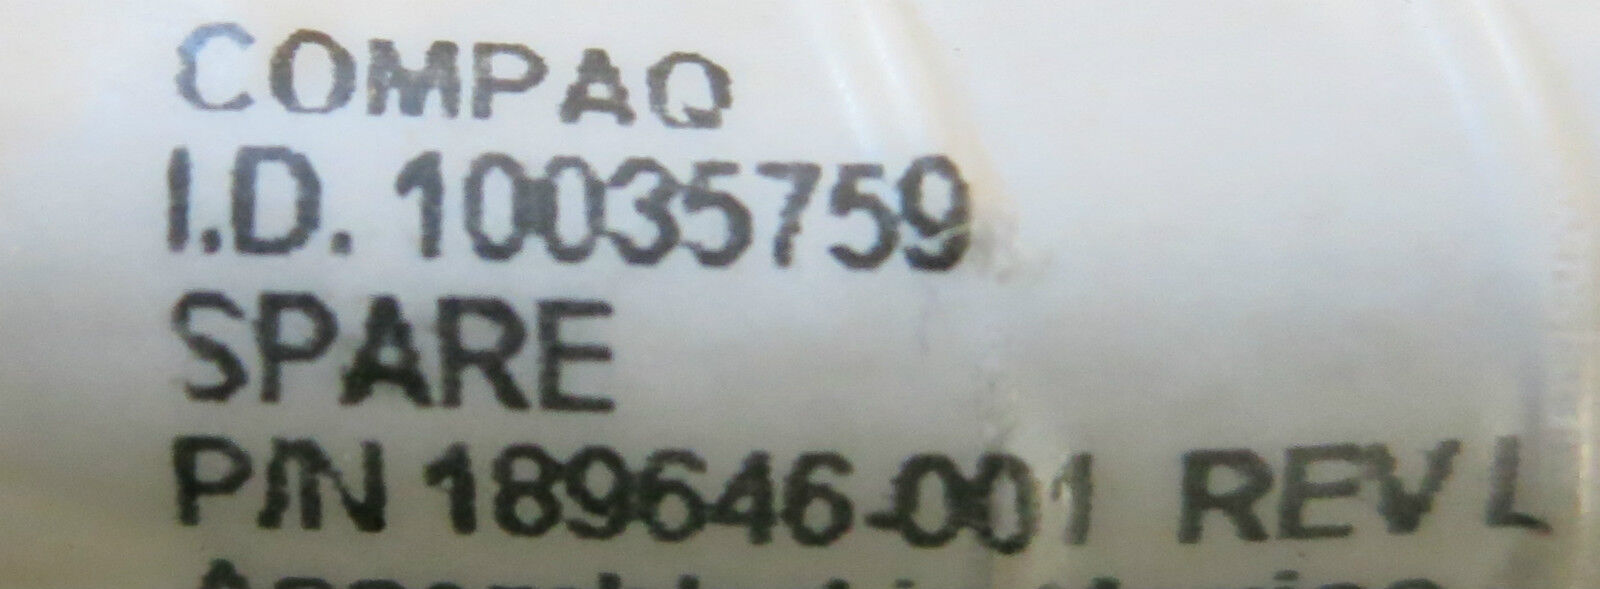 COMPAQ
I.D. 10035759
SPARE
P/N 189646-001 REV L